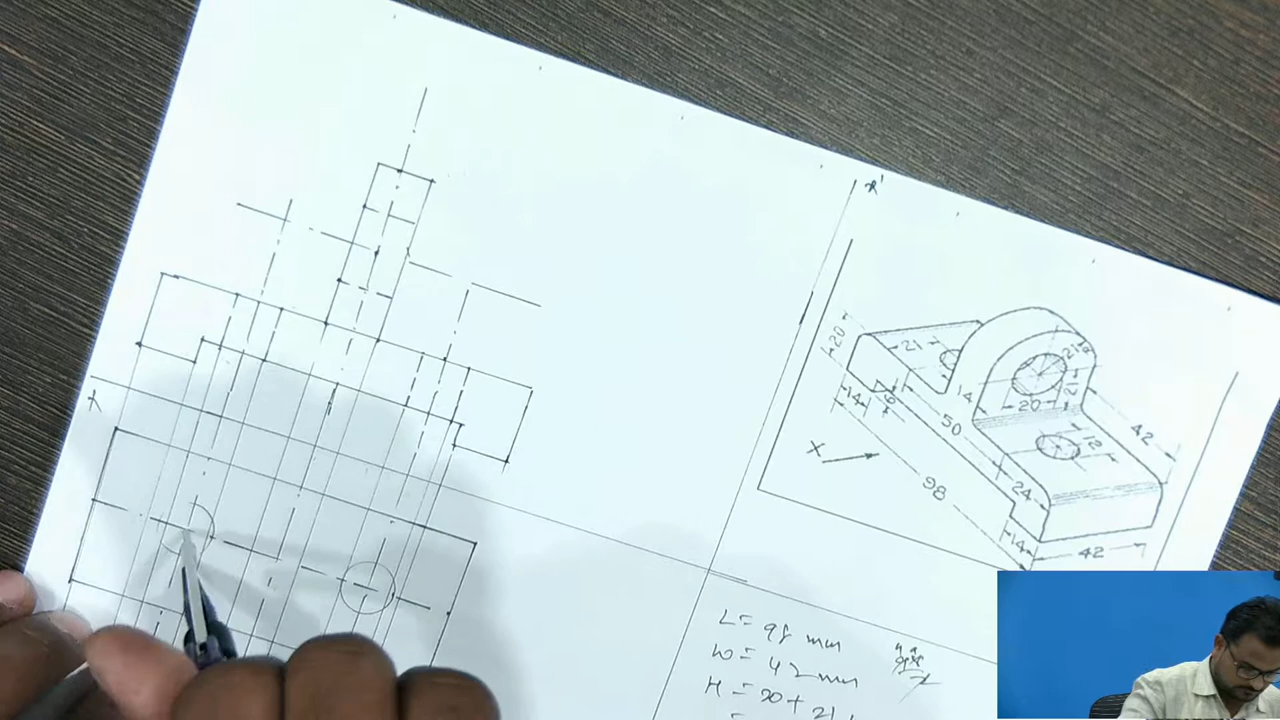 x'
20
21
14
6
50
14
98
24
14
42
20
21
12
42
X
x
L = 98 mm
W = 42 mm
H = 20 + 21